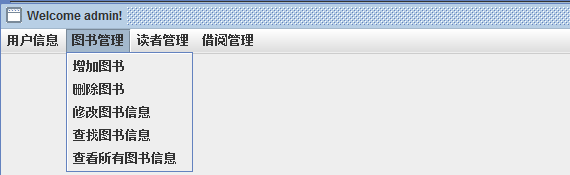 Welcome admin!
用户信息 图书管理 读者管理 借阅管理
增加图书
删除图书
修改图书信息
查找图书信息
查看所有图书信息